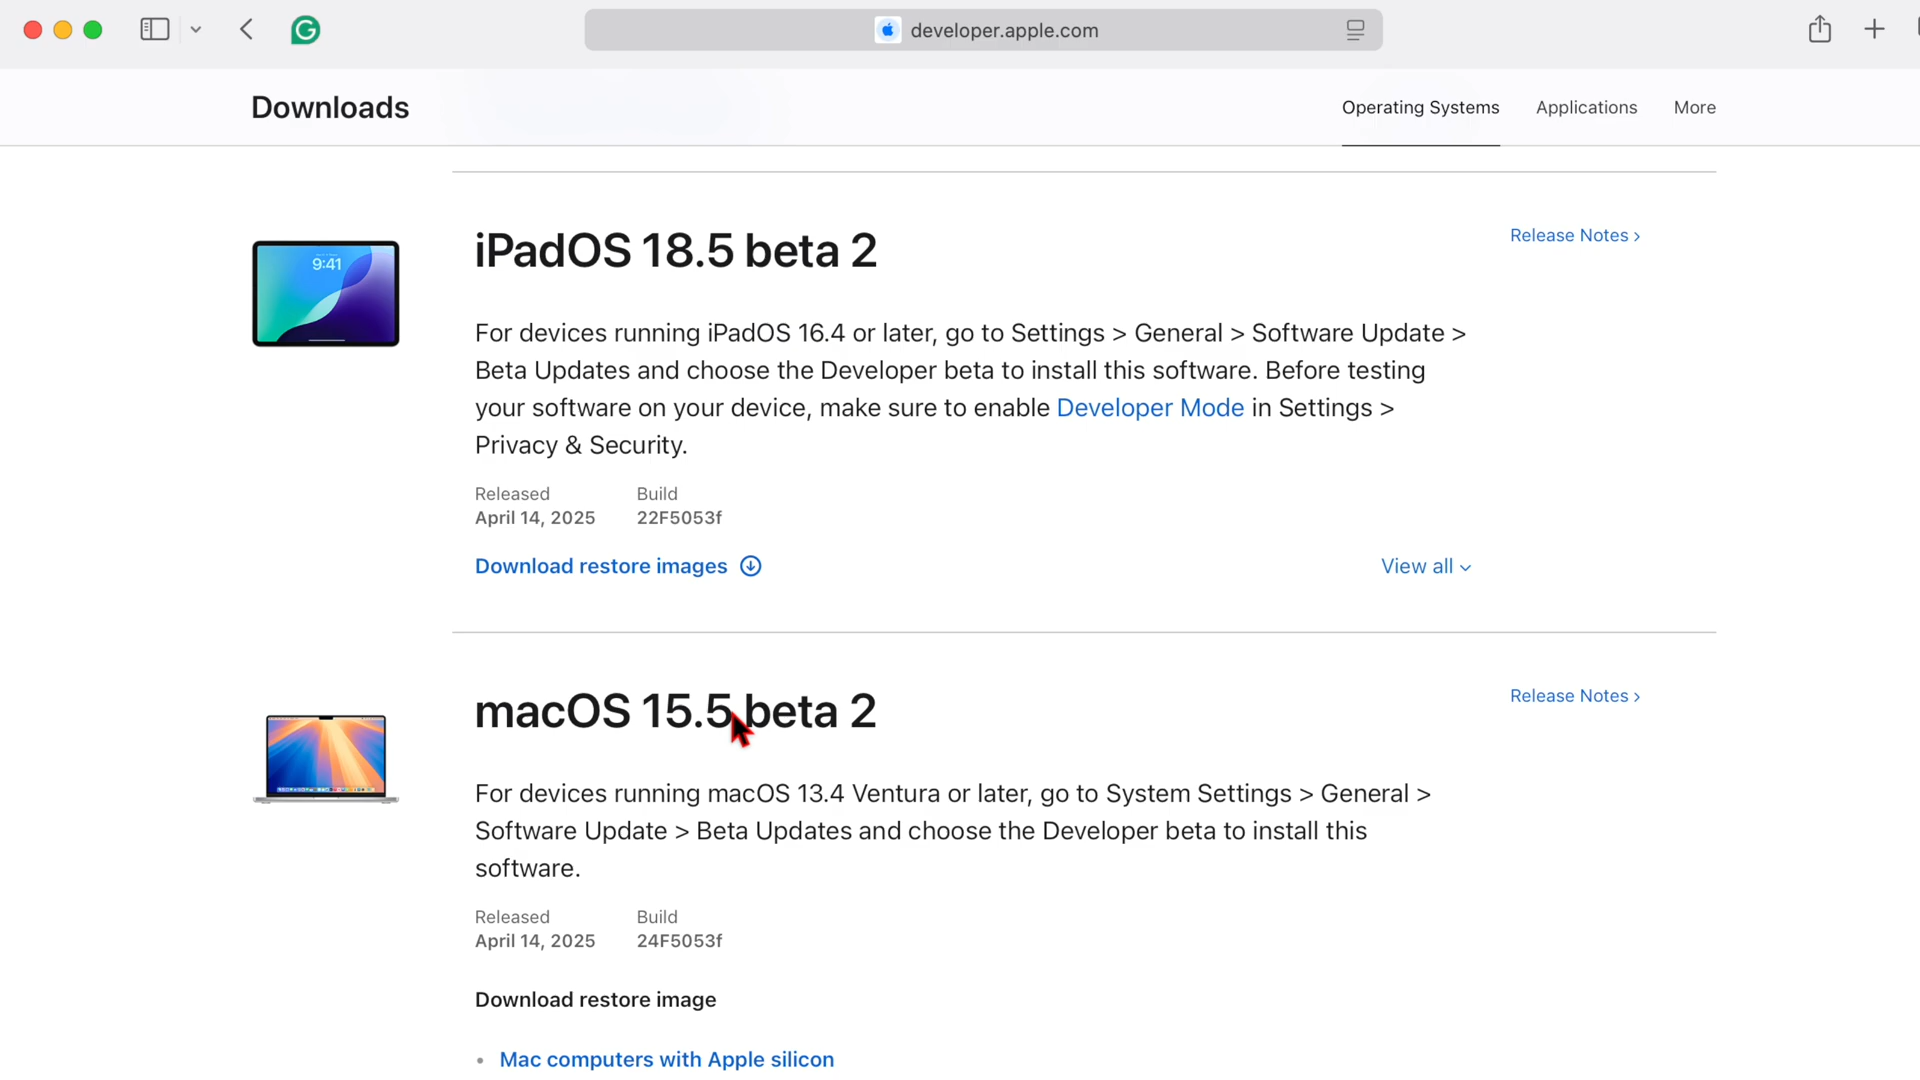 developer.apple.com
Downloads
Operating Systems
Applications
More
9:41
iPadOS 18.5 beta 2
Release Notes >
For devices running iPadOS 16.4 or later, go to Settings > General > Software Update >
Beta Updates and choose the Developer beta to install this software. Before testing
your software on your device, make sure to enable Developer Mode in Settings >
Privacy & Security.
Released Build
April 14, 2025 22F5053f
Download restore images
View all
macOS 15.5 beta 2
Release Notes >
For devices running macOS 13.4 Ventura or later, go to System Settings > General >
Software Update > Beta Updates and choose the Developer beta to install this
software.
Released Build
April 14, 2025 24F5053f
Download restore image
• Mac computers with Apple silicon